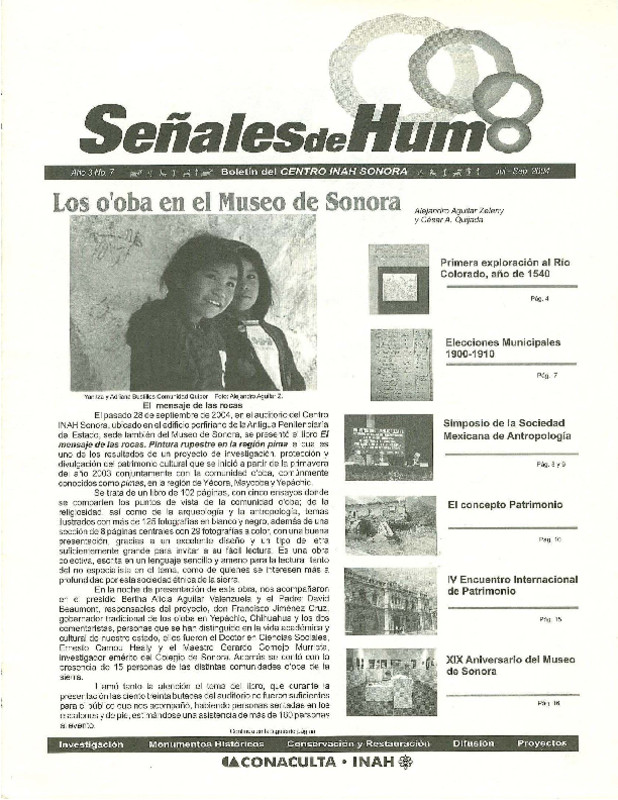 Señales de Humo
Año 3 No. 7
Boletín del CENTRO INAH SONORA
Jul - Sep. 2004
Los o'oba en el Museo de Sonora
Alejandro Aguilar Zeleny
y César A. Quijada
Yaritza y Adriana Bustillos Comunidad Foto: Alejandro Aguilar Z.
El mensaje de las rocas
El pasado 28 de septiembre de 2004, en el auditorio del Centro
INAH Sonora, ubicado en el edificio porfiriano de la Antigua Penitenciaría
del Estado, sede también del Museo de Sonora, se presentó el libro El
mensaje de las rocas. Pintura rupestre en la región pima, el cual es
uno de los resultados de un proyecto de investigación, protección y
divulgación del patrimonio cultural que se inició a partir de la primavera
del año 2003 conjuntamente con la comunidad o'oba, comúnmente
conocidos como pimas, en la región de Yécora, Maycoba y Yepáchic.
Se trata de un libro de 102 páginas, con cinco ensayos donde
se comparten los puntos de vista de la comunidad o'oba; de la
religiosidad, así como de la arqueología y la antropología, temas
ilustrados con más de 125 fotografías en blanco y negro, además de una
sección de 8 páginas centrales con 29 fotografías a color, con una buena
presentación, gracias a un excelente diseño y un tipo de letra
suficientemente grande para invitar a su fácil lectura. Es una obra
colectiva, escrita en un lenguaje sencillo y ameno para la lectura, tanto
del no especialista en el tema, como de quienes se interesen más a
profundidad por esta sociedad étnica de la sierra.
En la noche de presentación de esta obra, nos acompañaron
en el presidio Bertha Alicia Aguilar Valenzuela y el Padre David
Beaumont, responsables del proyecto, don Francisco Jiménez Cruz,
gobernador tradicional de los o'oba en Yepáchic, Chihuahua y los dos
comentaristas, personas que se han distinguido en la vida académica y
cultural de nuestro estado, ellos fueron el Doctor en Ciencias Sociales,
Ernesto Camou Healy y el Maestro Gerardo Cornejo Murrieta,
investigador emérito del Colegio de Sonora. Además se contó con la
presencia de 15 personas de las distintas comunidades o'oba de la
sierra.
Llamó tanto la atención el tema del libro, que durante la
presentación las ciento treinta butacas del auditorio no fueron suficientes
para el público que nos acompañó, habiendo personas sentadas en los
escalones y de pie, estimándose una asistencia de más de 160 personas
al evento.
Continúa en la siguiente página
Primera exploración al Río
Colorado, año de 1540
Pág. 4
Elecciones Municipales
1900-1910
Pág. 7
Simposio de la Sociedad
Mexicana de Antropología
Pág. 8 y 9
El concepto Patrimonio
Pág. 10
IV Encuentro Internacional
de Patrimonio
Pág. 15
XIX Aniversario del Museo
de Sonora
Pág. 16
Investigación Monumentos Históricos Conservación y Restauración Difusión Proyectos
CONACULTA • INAH